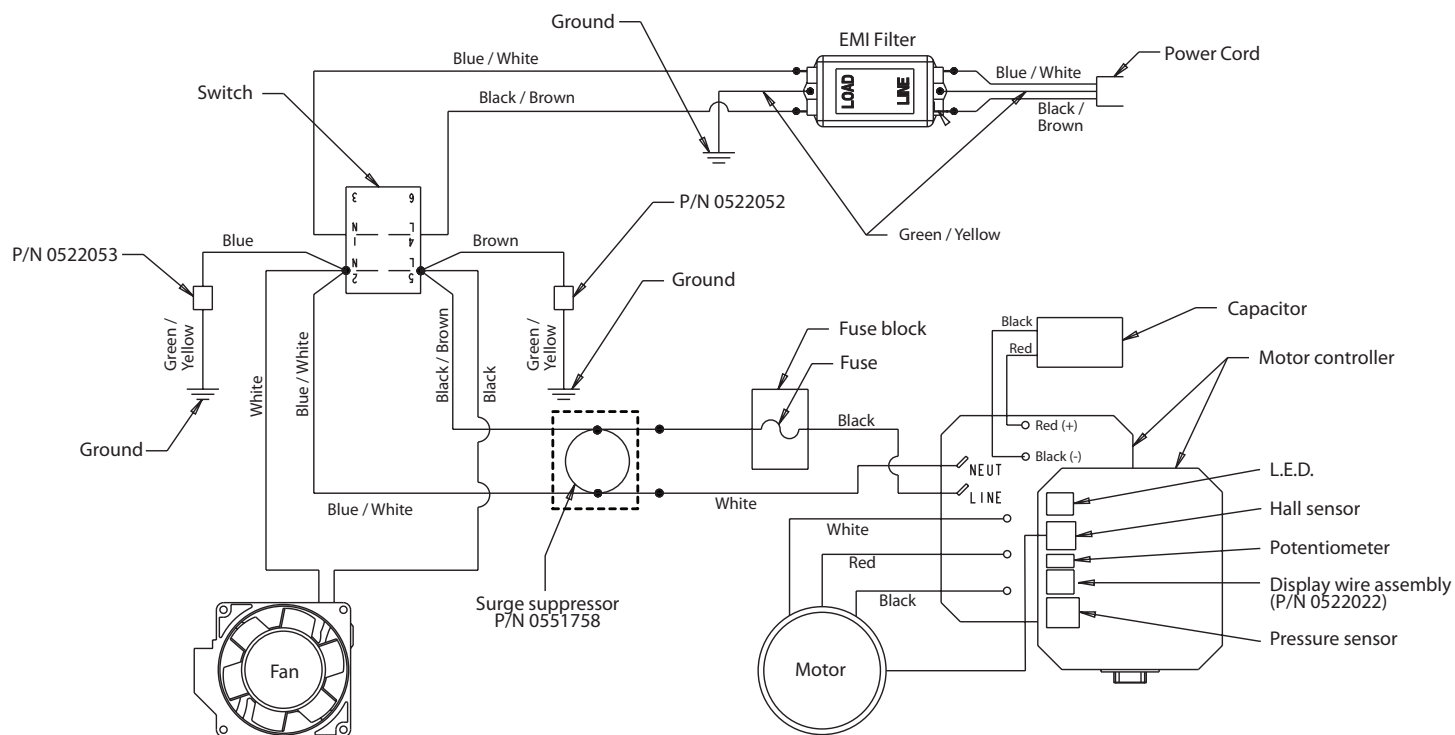 Ground
EMI Filter
Power Cord
Blue / White
Blue / White
Switch
Black / Brown
LOAD
LINE
Black /
Brown
Ground
3
6
P/N 0522052
N
1
L
4
Green / Yellow
Blue
Brown
P/N 0522053
N
2
L
5
Ground
Green /
Yellow
White
Blue / White
Black / Brown
Black
Green /
Yellow
Fuse block
Fuse
Black
Red
Capacitor
Motor controller
Ground
Black
Red (+)
Black (-)
NEUT
LINE
L.E.D.
Blue / White
White
White
Hall sensor
Red
Potentiometer
Black
Display wire assembly
(P/N 0522022)
Surge suppressor
P/N 0551758
Pressure sensor
Fan
Motor